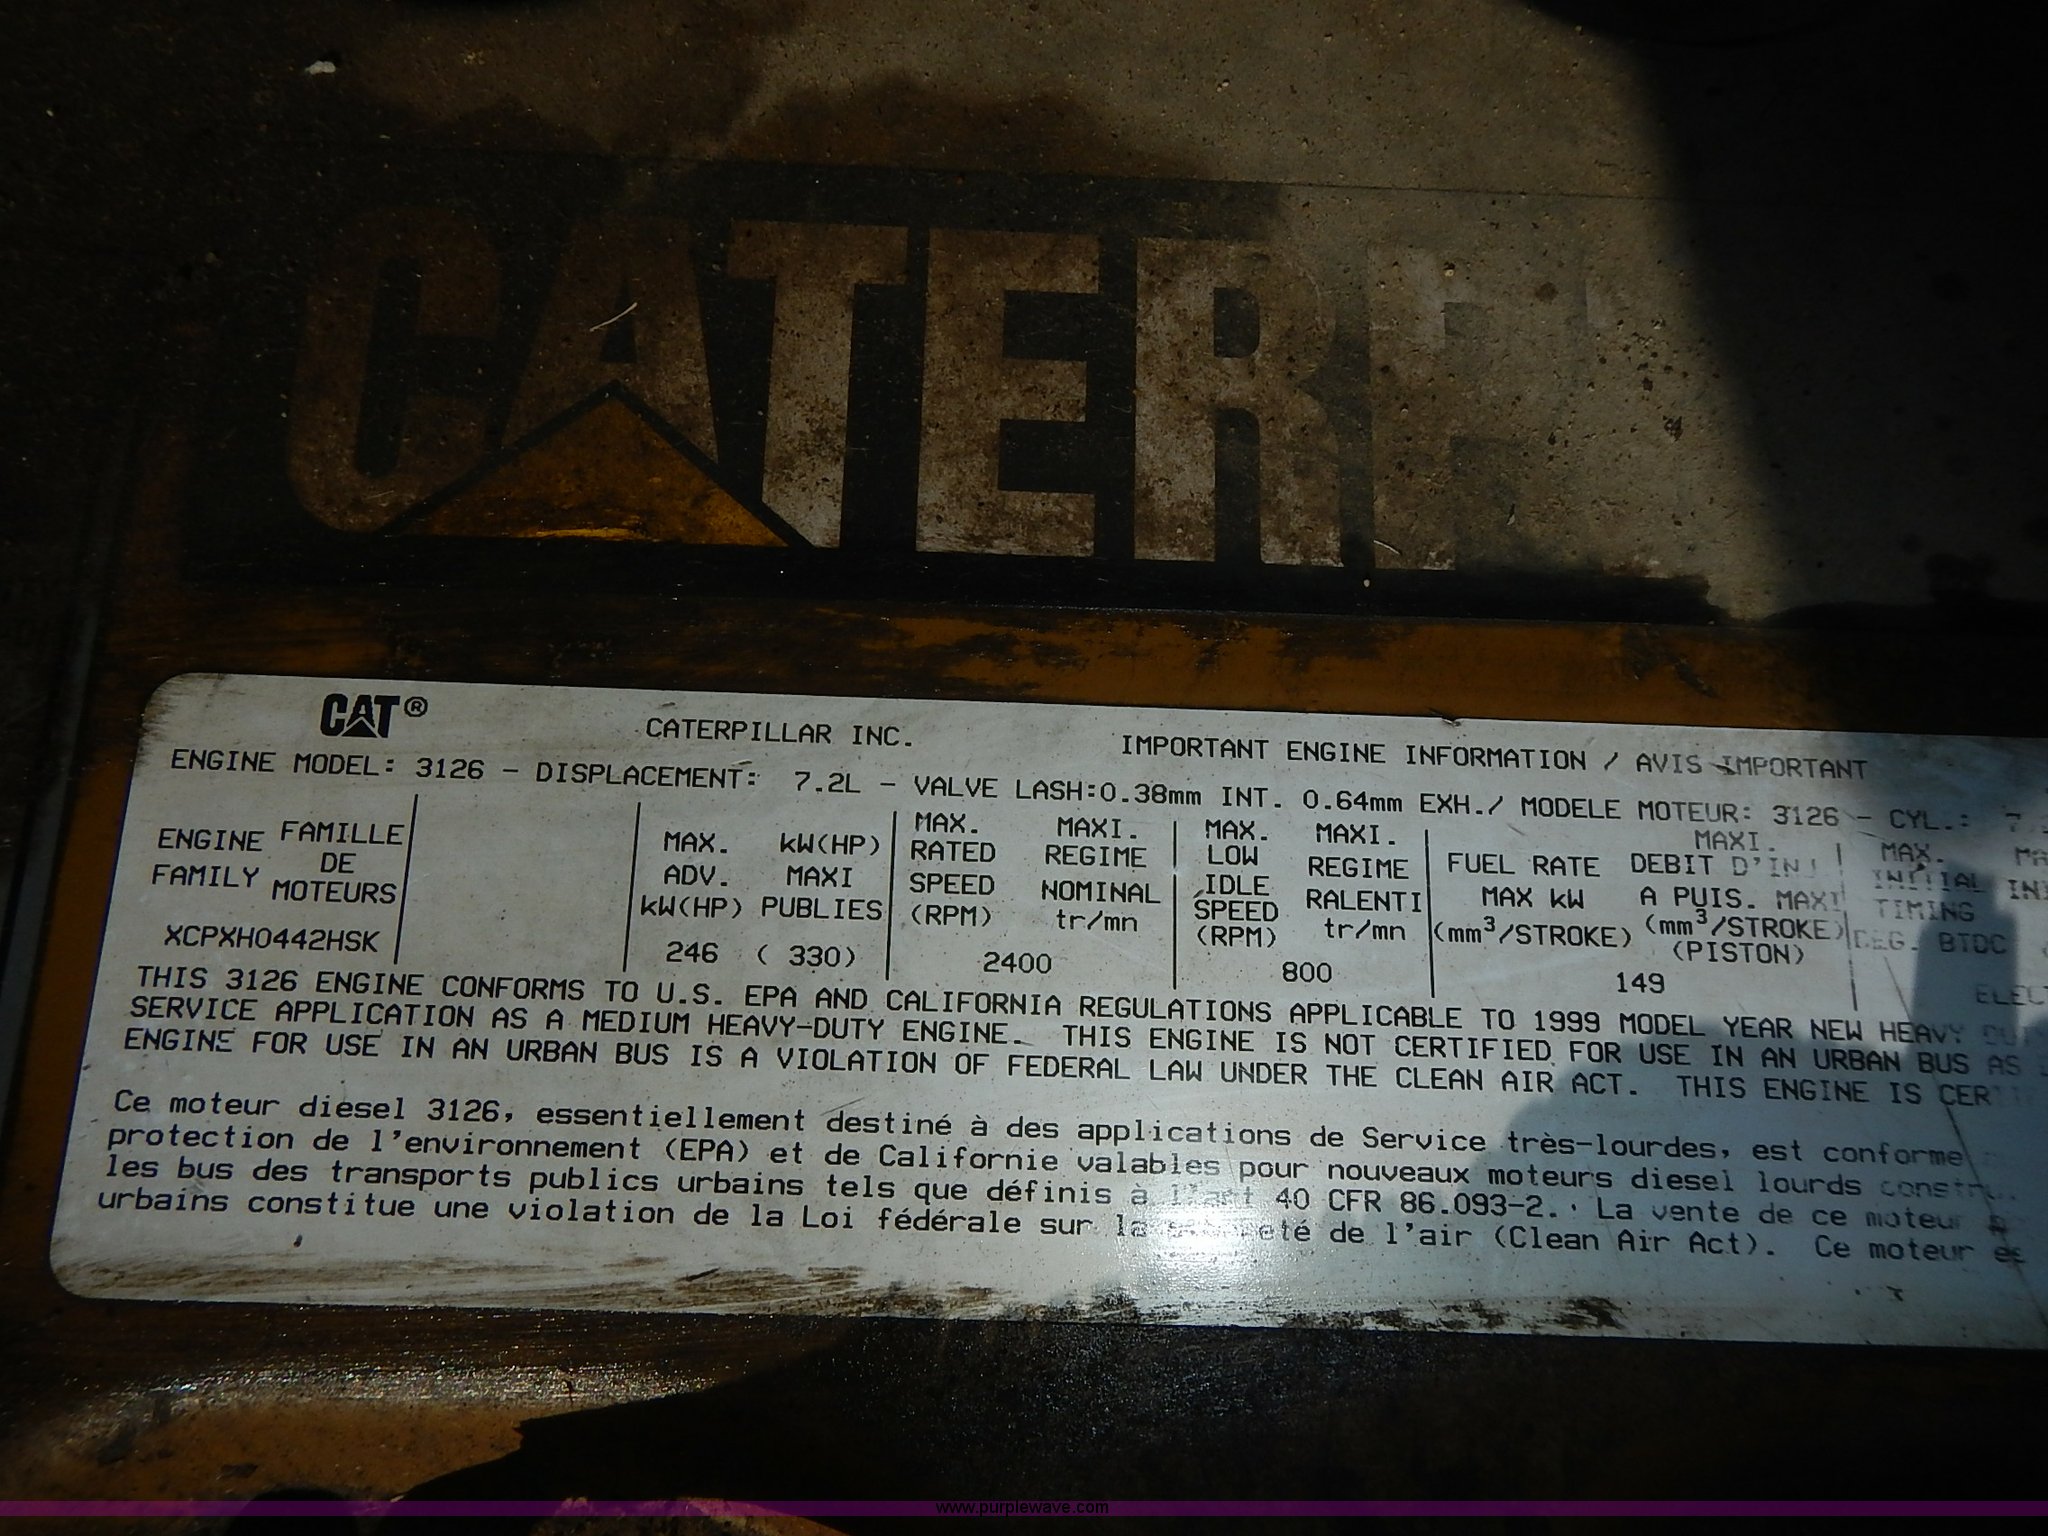 CATERP
CAT®
CATERPILLAR INC.
IMPORTANT ENGINE INFORMATION / AVIS IMPORTANT
ENGINE MODEL: 3126 - DISPLACEMENT: 7.2L - VALVE LASH:0.38mm INT. 0.64mm EXH./ MODELE MOTEUR: 3126 - CYL.:
ENGINE FAMILY
FAMILLE DE MOTEURS
XCPXH0442HSK
MAX. ADV. kW(HP)
kW(HP) MAXI PUBLIES
246 ( 330)
MAX. RATED SPEED (RPM)
MAXI. REGIME NOMINAL tr/mn
2400
MAX. LOW IDLE SPEED (RPM)
MAXI. REGIME RALENTI tr/mn
800
FUEL RATE MAX kW (mm³/STROKE)
MAXI. DEBIT D'INJ A PUIS. MAXI (mm³/STROKE) (PISTON)
149
MAX. INITIAL TIMING DEG. BTDC
THIS 3126 ENGINE CONFORMS TO U.S. EPA AND CALIFORNIA REGULATIONS APPLICABLE TO 1999 MODEL YEAR NEW HEAVY DUTY
SERVICE APPLICATION AS A MEDIUM HEAVY-DUTY ENGINE. THIS ENGINE IS NOT CERTIFIED FOR USE IN AN URBAN BUS AS
ENGINE FOR USE IN AN URBAN BUS IS A VIOLATION OF FEDERAL LAW UNDER THE CLEAN AIR ACT. THIS ENGINE IS CER
Ce moteur diesel 3126, essentiellement destiné à des applications de Service très-lourdes, est conforme
protection de l'environnement (EPA) et de Californie valables pour nouveaux moteurs diesel lourds
les bus des transports publics urbains tels que définis à l'art 40 CFR 86.093-2. La vente de ce moteur
urbains constitue une violation de la Loi fédérale sur la de l'air (Clean Air Act). Ce moteur
www.purplewave.com